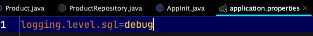 Product.java ProductRepository.java AppInit.java application.properties
1 logging.level.sql=debug